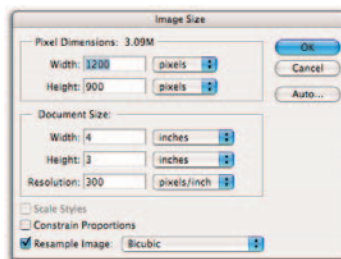 Image Size
Pixel Dimensions: 3.09M
OK
Width: 1200 pixels
Cancel
Height: 900 pixels
Auto...
Document Size:
Width: 4 inches
Height: 3 inches
Resolution: 300 pixels/inch
Scale Styles
Constrain Proportions
Resample Image: Bicubic